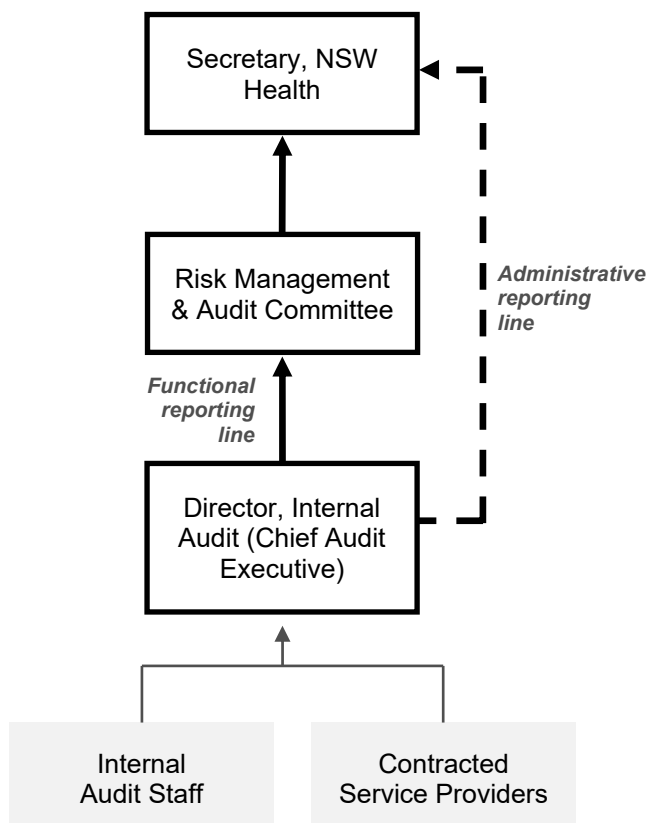 Secretary, NSW
Health
Administrative
reporting
line
Risk Management
& Audit Committee
Functional
reporting
line
Director, Internal
Audit (Chief Audit
Executive)
Internal
Audit Staff
Contracted
Service Providers